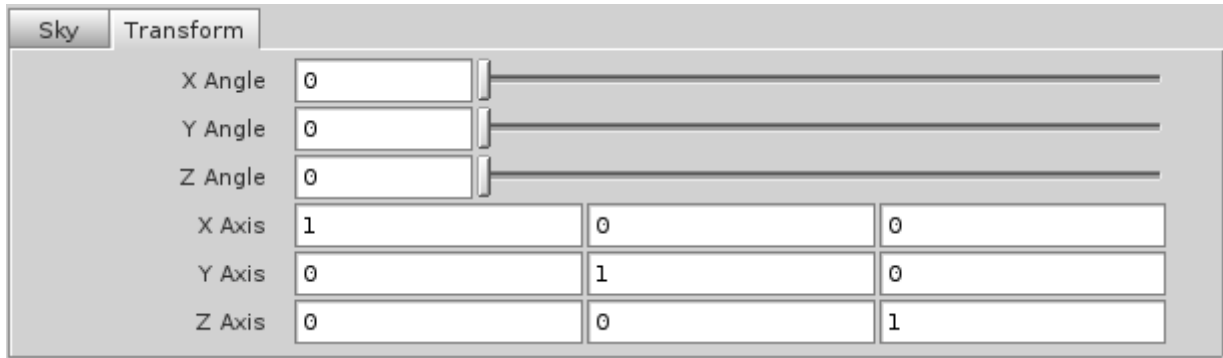 Sky Transform
X Angle 0
Y Angle 0
Z Angle 0
X Axis 1 0 0
Y Axis 0 1 0
Z Axis 0 0 1